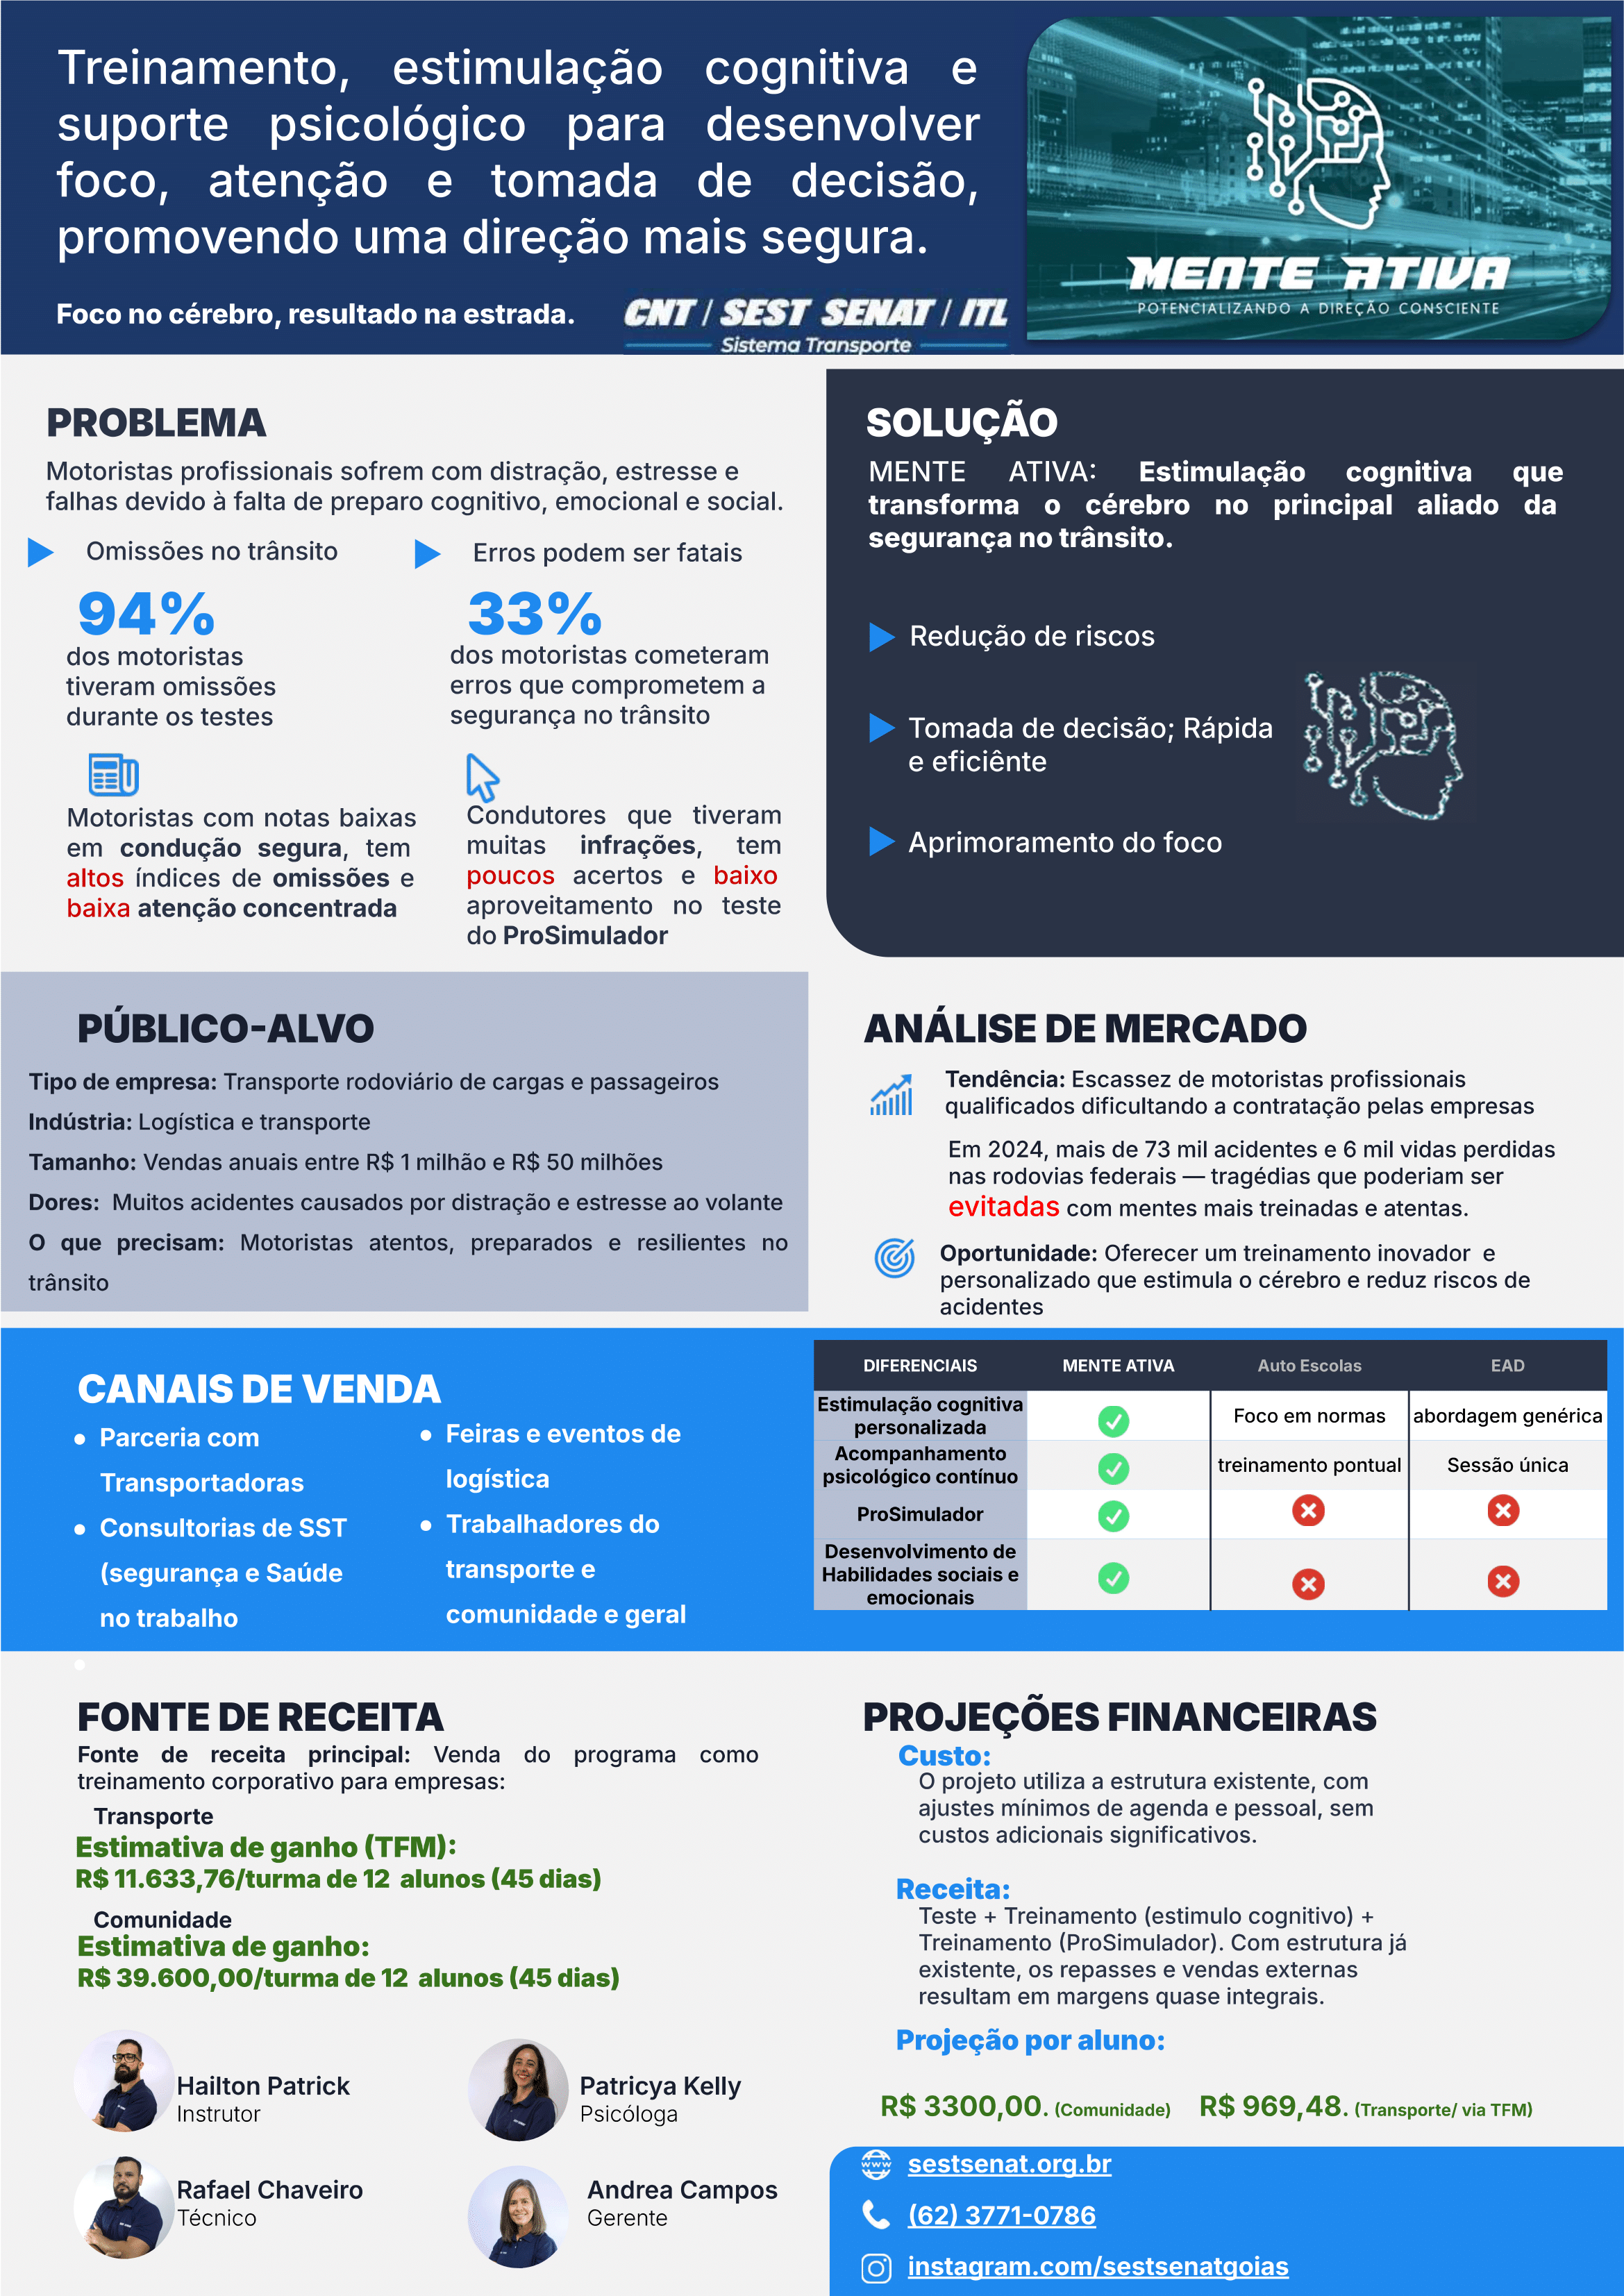 Treinamento, estimulação cognitiva e
suporte psicológico para desenvolver
foco, atenção e tomada de decisão,
promovendo uma direção mais segura.
Foco no cérebro, resultado na estrada.
CNT / SEST SENAT / ITL
Sistema Transporte
MENTE ATIVA
POTENCIALIZANDO A DIREÇÃO CONSCIENTE
PROBLEMA
Motoristas profissionais sofrem com distração, estresse e
falhas devido à falta de preparo cognitivo, emocional e social.
Omissões no trânsito
94%
dos motoristas
tiveram omissões
durante os testes
Motoristas com notas baixas
em condução segura, tem
altos índices de omissões e
baixa atenção concentrada
Erros podem ser fatais
33%
dos motoristas cometeram
erros que comprometem a
segurança no trânsito
Condutores que tiveram
muitas infrações, tem
poucos acertos e baixo
aproveitamento no teste
do ProSimulador
SOLUÇÃO
MENTE ATIVA: Estimulação cognitiva que
transforma o cérebro no principal aliado da
segurança no trânsito.
Redução de riscos
Tomada de decisão; Rápida
e eficiênte
Aprimoramento do foco
PÚBLICO-ALVO
Tipo de empresa: Transporte rodoviário de cargas e passageiros
Indústria: Logística e transporte
Tamanho: Vendas anuais entre R$ 1 milhão e R$ 50 milhões
Dores: Muitos acidentes causados por distração e estresse ao volante
O que precisam: Motoristas atentos, preparados e resilientes no
trânsito
ANÁLISE DE MERCADO
Tendência: Escassez de motoristas profissionais
qualificados dificultando a contratação pelas empresas
Em 2024, mais de 73 mil acidentes e 6 mil vidas perdidas
nas rodovias federais — tragédias que poderiam ser
evitadas com mentes mais treinadas e atentas.
Oportunidade: Oferecer um treinamento inovador e
personalizado que estimula o cérebro e reduz riscos de
acidentes
CANAIS DE VENDA
• Parceria com
Transportadoras
• Consultorias de SST
(segurança e Saúde
no trabalho
•
• Feiras e eventos de
logística
• Trabalhadores do
transporte e
comunidade e geral
DIFERENCIAIS MENTE ATIVA Auto Escolas EAD
Estimulação cognitiva
personalizada
Foco em normas abordagem genérica
Acompanhamento
psicológico contínuo
treinamento pontual Sessão única
ProSimulador
Desenvolvimento de
Habilidades sociais e
emocionais
FONTE DE RECEITA
Fonte de receita principal: Venda do programa como
treinamento corporativo para empresas:
Transporte
Estimativa de ganho (TFM):
R$ 11.633,76/turma de 12 alunos (45 dias)
Comunidade
Estimativa de ganho:
R$ 39.600,00/turma de 12 alunos (45 dias)
PROJEÇÕES FINANCEIRAS
Custo:
O projeto utiliza a estrutura existente, com
ajustes mínimos de agenda e pessoal, sem
custos adicionais significativos.
Receita:
Teste + Treinamento (estimulo cognitivo) +
Treinamento (ProSimulador). Com estrutura já
existente, os repasses e vendas externas
resultam em margens quase integrais.
Projeção por aluno:
R$ 3300,00. (Comunidade) R$ 969,48. (Transporte/ via TFM)
Hailton Patrick
Instrutor
Patricya Kelly
Psicóloga
Rafael Chaveiro
Técnico
Andrea Campos
Gerente
sestsenat.org.br
(62) 3771-0786
instagram.com/sestsenatgoias